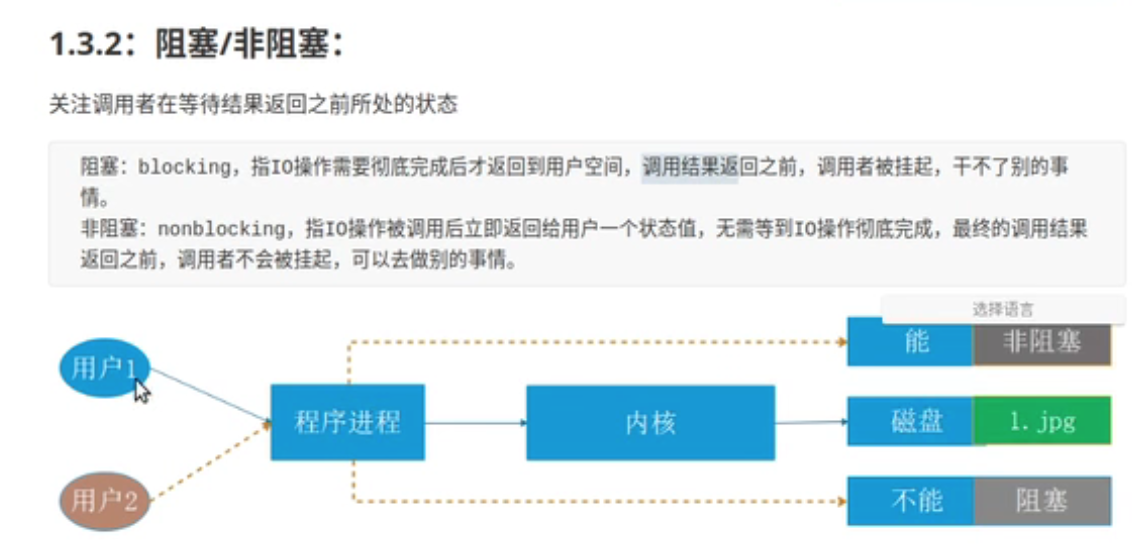 1.3.2：阻塞/非阻塞：
关注调用者在等待结果返回之前所处的状态
阻塞：blocking，指IO操作需要彻底完成后才返回到用户空间，调用结果返回之前，调用者被挂起，干不了别的事
情。
非阻塞：nonblocking，指IO操作被调用后立即返回给用户一个状态值，无需等到IO操作彻底完成，最终的调用结果
返回之前，调用者不会被挂起，可以去做别的事情。
选择语言
能 非阻塞
用户1
程序进程 内核 磁盘 1.jpg
用户2
不能 阻塞